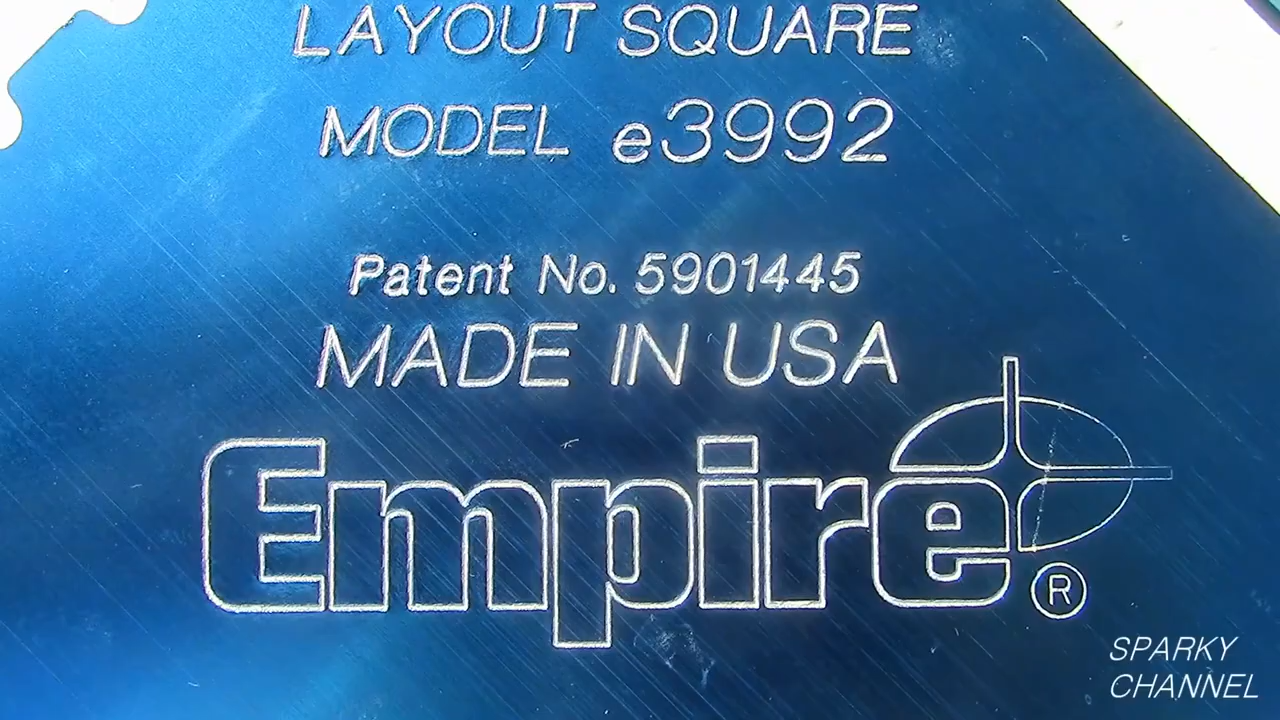 LAYOUT SQUARE
MODEL e3992
Patent No. 5901445
MADE IN USA
Empire®
SPARKY
CHANNEL